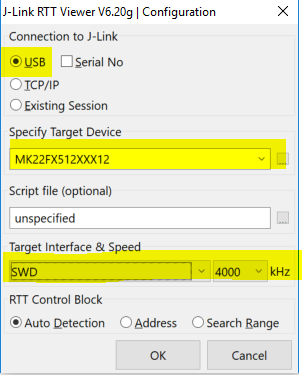 J-Link RTT Viewer V6.20g | Configuration
Connection to J-Link
USB Serial No
TCP/IP
Existing Session
Specify Target Device
MK22FX512XXX12 ...
Script file (optional)
unspecified ...
Target Interface & Speed
SWD 4000 kHz
RTT Control Block
Auto Detection Address Search Range
OK Cancel